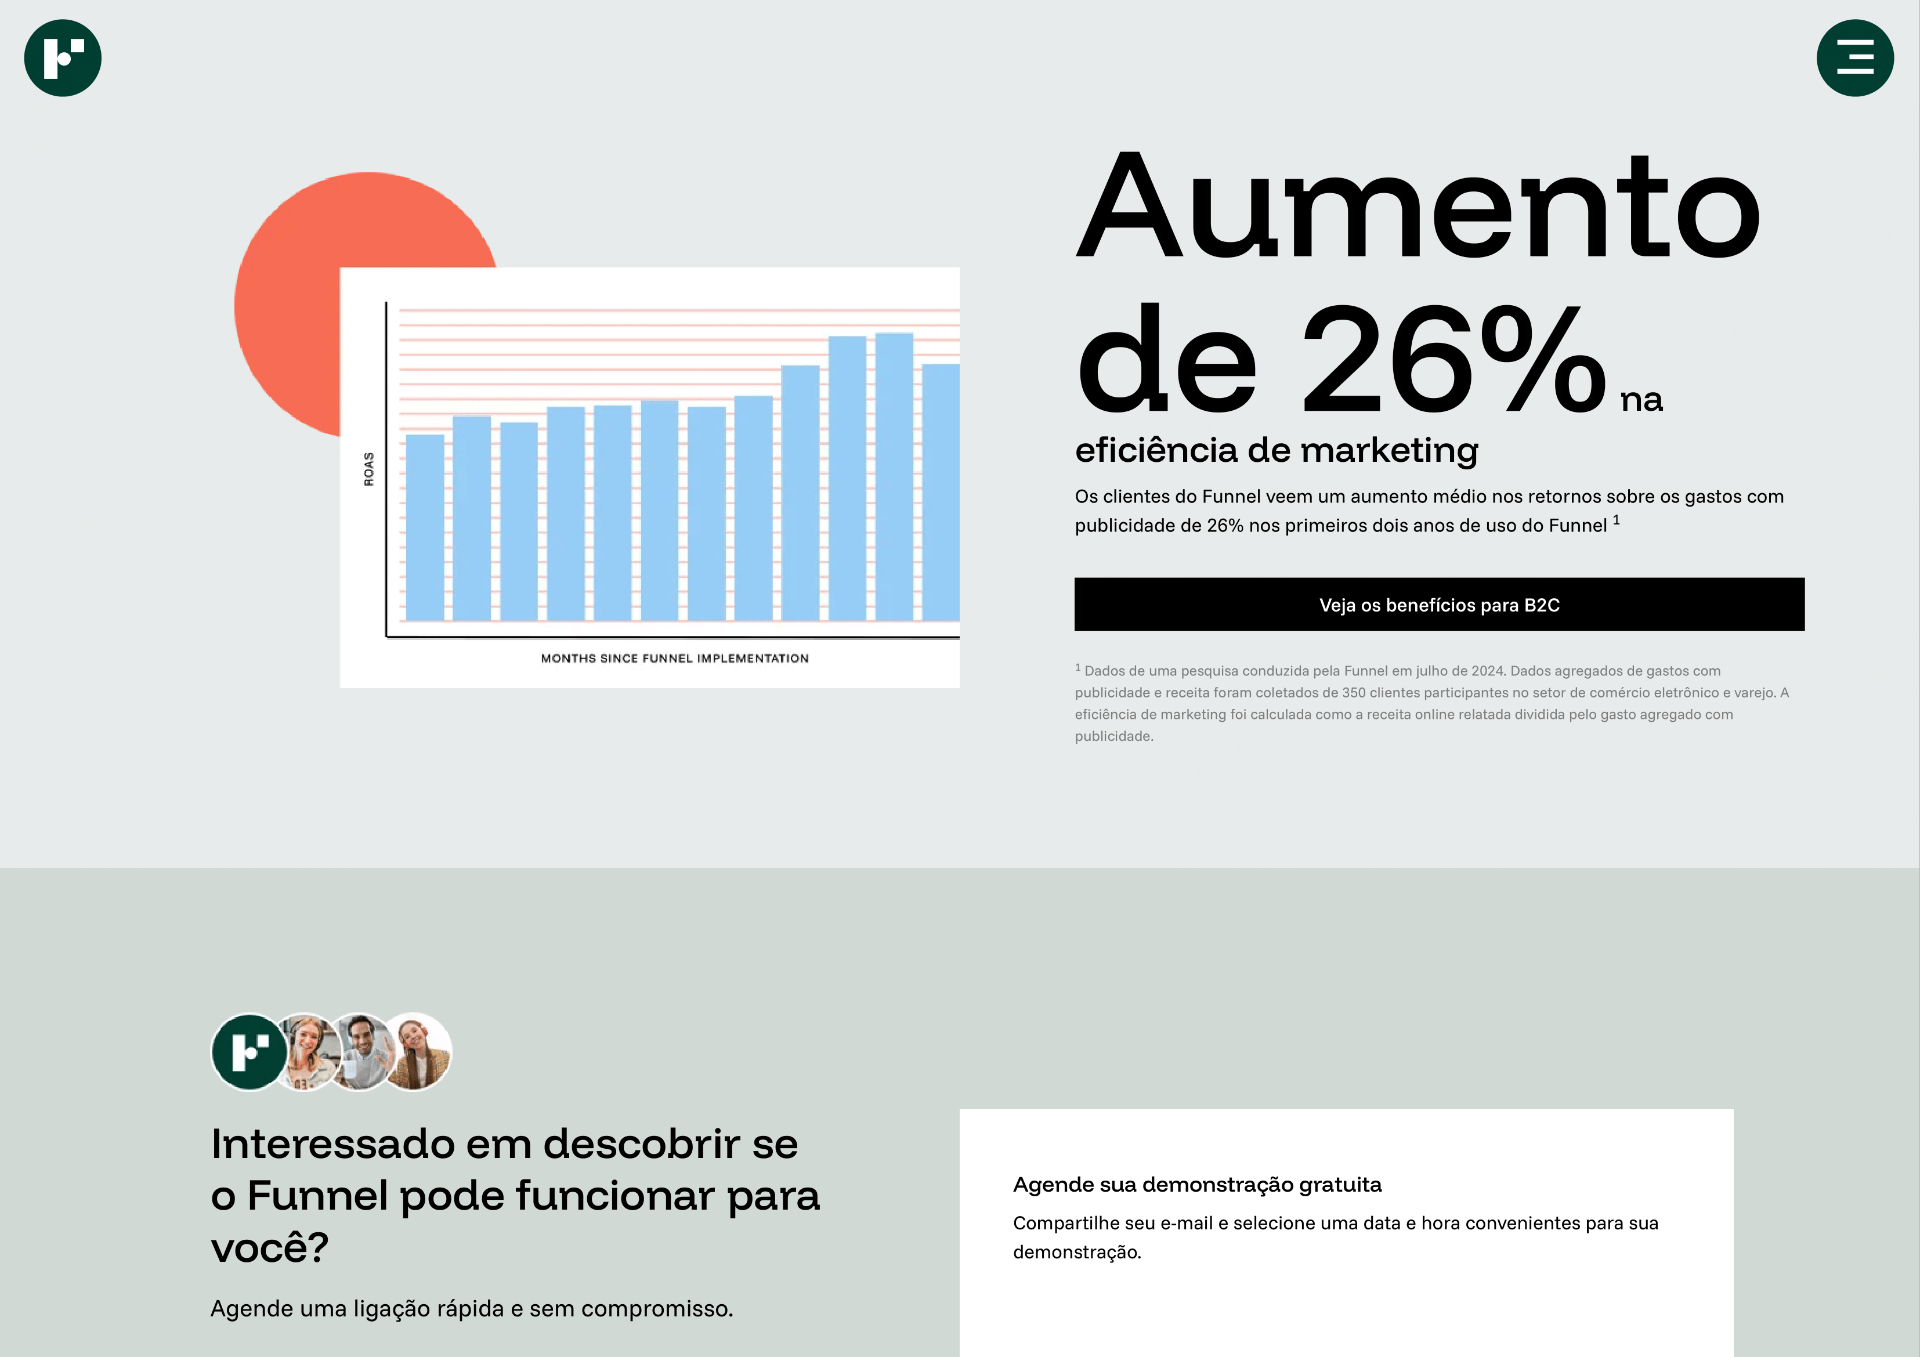 Aumento
de 26% na
eficiência de marketing
Os clientes do Funnel veem um aumento médio nos retornos sobre os gastos com
publicidade de 26% nos primeiros dois anos de uso do Funnel ¹
Veja os benefícios para B2C
¹ Dados de uma pesquisa conduzida pela Funnel em julho de 2024. Dados agregados de gastos com
publicidade e receita foram coletados de 350 clientes participantes no setor de comércio eletrônico e varejo. A
eficiência de marketing foi calculada como a receita online relatada dividida pelo gasto agregado com
publicidade.
ROAS
MONTHS SINCE FUNNEL IMPLEMENTATION
Interessado em descobrir se
o Funnel pode funcionar para
você?
Agende uma ligação rápida e sem compromisso.
Agende sua demonstração gratuita
Compartilhe seu e-mail e selecione uma data e hora convenientes para sua
demonstração.